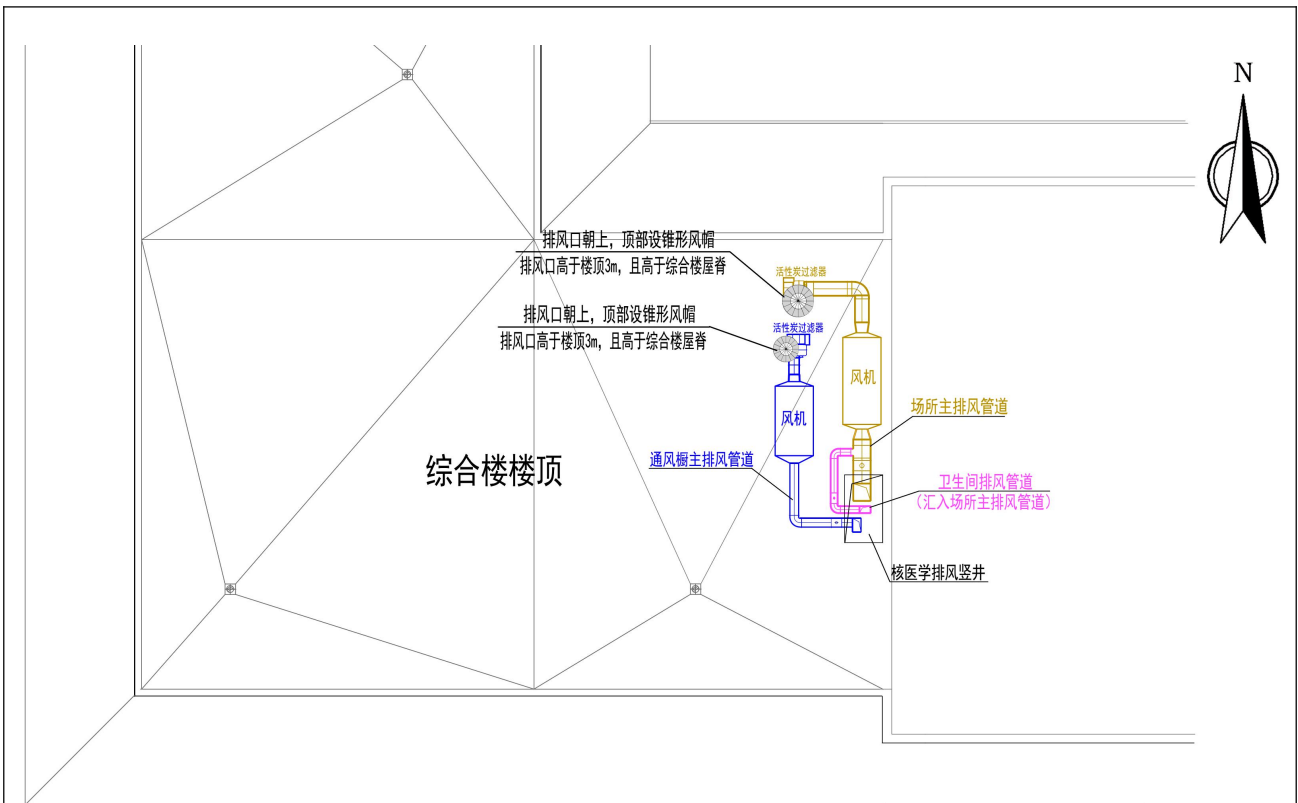 N
排风口朝上，顶部设锥形风帽
排风口高于楼顶3m，且高于综合楼屋脊
活性炭过滤器
排风口朝上，顶部设锥形风帽
排风口高于楼顶3m，且高于综合楼屋脊
活性炭过滤器
风机
风机
场所主排风管道
综合楼楼顶
通风橱主排风管道
卫生间排风管道
（汇入场所主排风管道）
核医学排风竖井